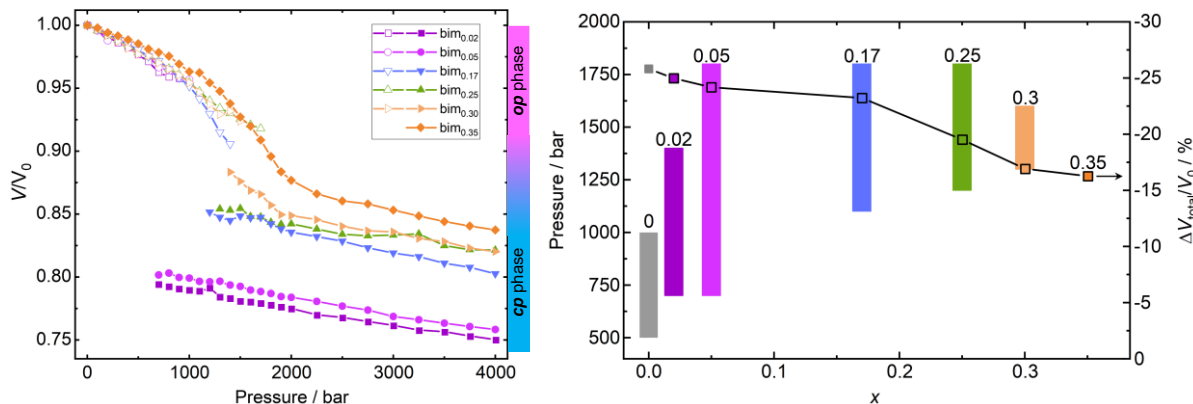 1.00
0.95
0.90
0.85
0.80
0.75
V/V0
0
1000
2000
3000
4000
Pressure / bar
bim0.02
bim0.05
bim0.17
bim0.25
bim0.30
bim0.35
op phase
cp phase
2000
1750
1500
1250
1000
750
500
Pressure / bar
0
0.02
0.05
0.17
0.25
0.3
0.35
0.0
0.1
0.2
0.3
x
-30
-25
-20
-15
-10
-5
0
ΔVtotal/V0 / %